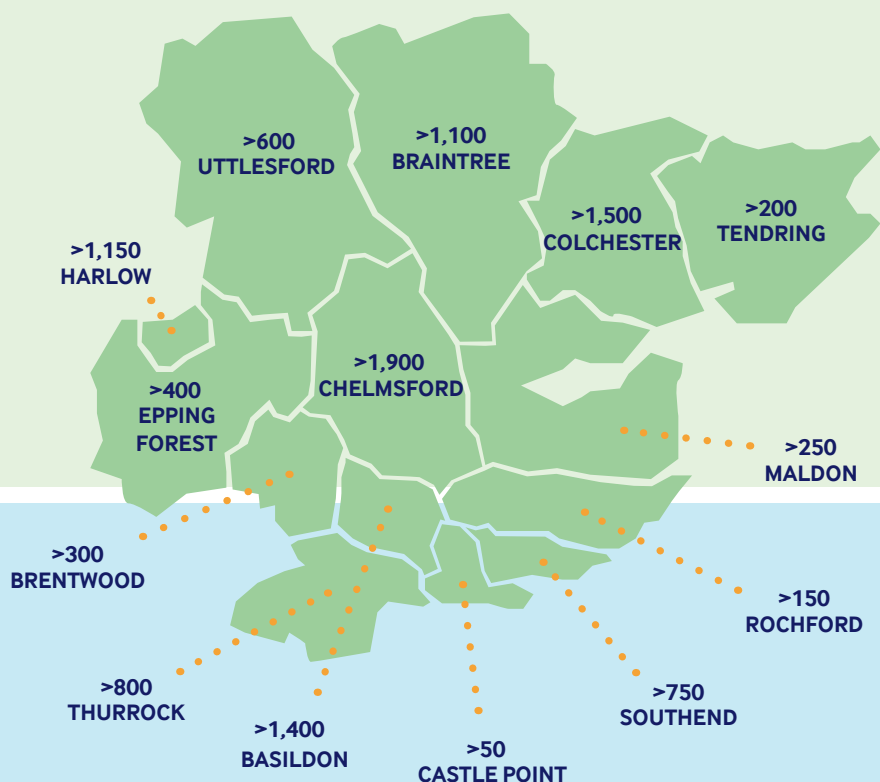 >600
UTTLESFORD
>1,100
BRAINTREE
>1,500
COLCHESTER
>200
TENDRING
>1,150
HARLOW
>1,900
CHELMSFORD
>400
EPPING
FOREST
>250
MALDON
>300
BRENTWOOD
>150
ROCHFORD
>800
THURROCK
>750
SOUTHEND
>1,400
BASILDON
>50
CASTLE POINT